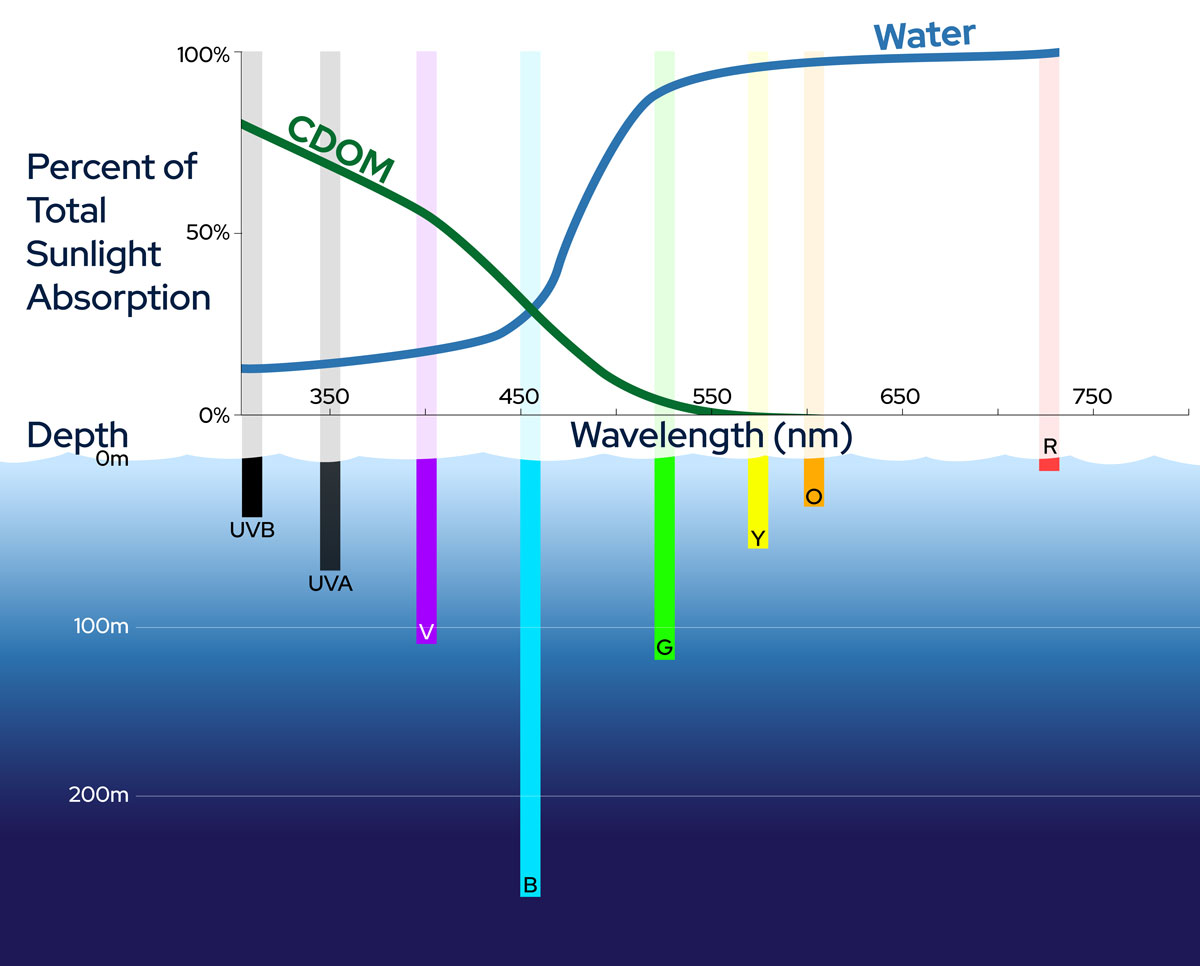 Water
100%
CDOM
Percent of
Total
Sunlight
Absorption
50%
350
450
550
650
750
0%
Depth
Wavelength (nm)
0m
R
O
UVB
Y
UVA
100m
V
G
200m
B